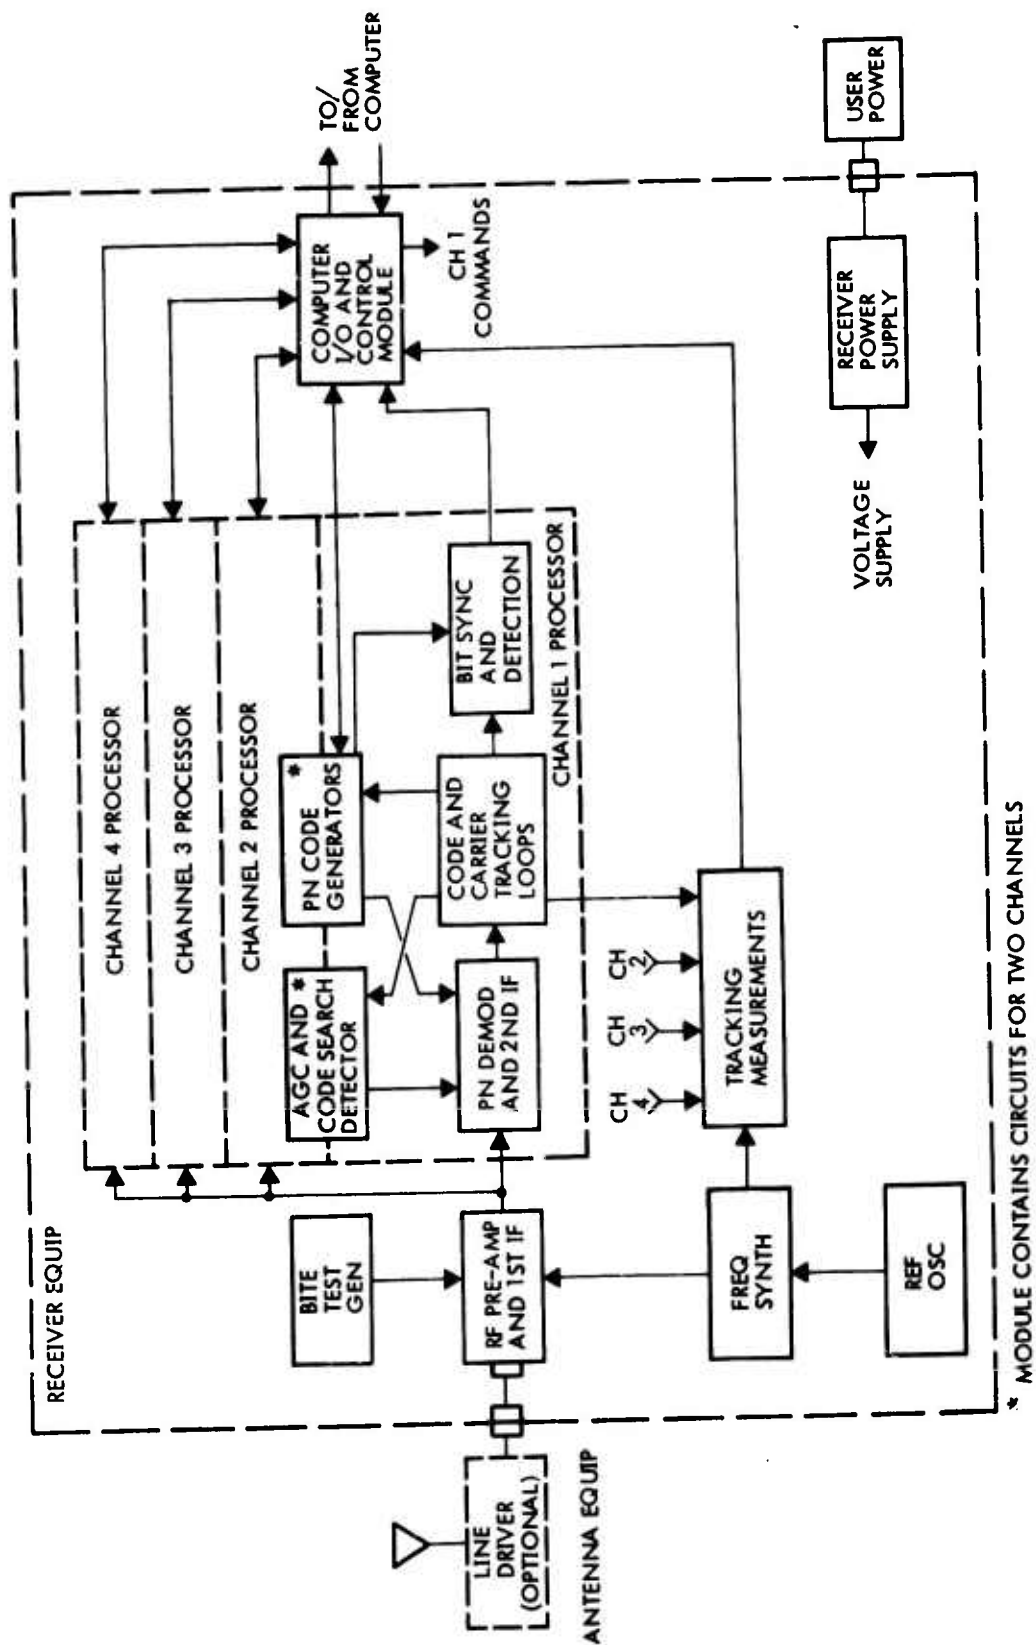 RECEIVER EQUIP
CHANNEL 4 PROCESSOR
CHANNEL 3 PROCESSOR
CHANNEL 2 PROCESSOR
BITE
TEST
GEN
AGC AND *
CODE SEARCH
DETECTOR
PN CODE *
GENERATORS
COMPUTER
I/O AND
CONTROL
MODULE
TO/
FROM
COMPUTER
CH 1
COMMANDS
LINE
DRIVER
(OPTIONAL)
ANTENNA EQUIP
RF PRE-AMP
AND 1ST IF
PN DEMOD
AND 2ND IF
CODE AND
CARRIER
TRACKING
LOOPS
BIT SYNC
AND
DETECTION
CHANNEL 1 PROCESSOR
CH
4
CH
3
CH
2
FREQ
SYNTH
TRACKING
MEASUREMENTS
REF
OSC
VOLTAGE
SUPPLY
RECEIVER
POWER
SUPPLY
USER
POWER
* MODULE CONTAINS CIRCUITS FOR TWO CHANNELS